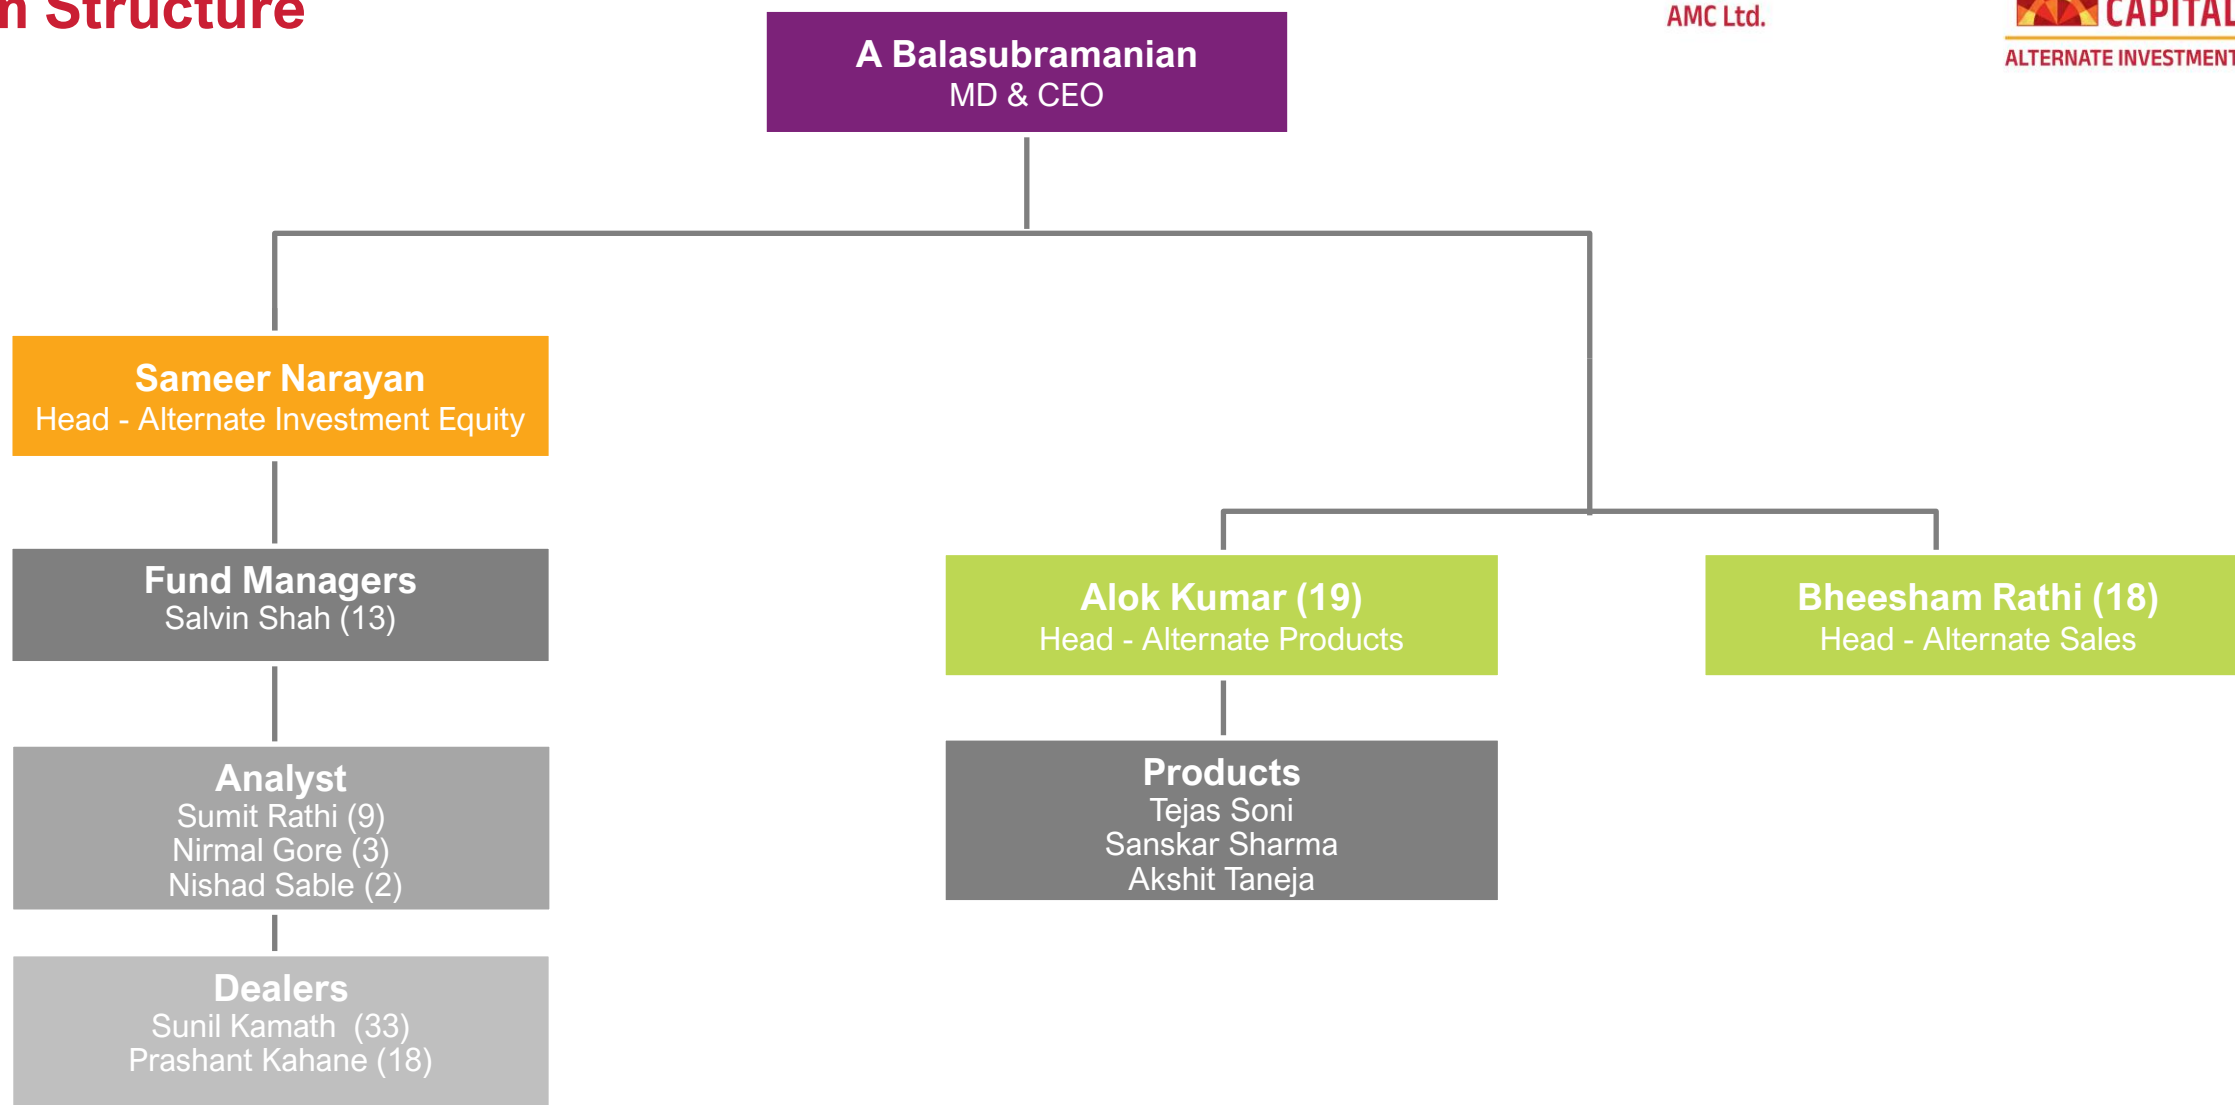 n Structure
AMC Ltd.
CAPITAL
ALTERNATE INVESTMENT
A Balasubramanian
MD & CEO
Sameer Narayan
Head - Alternate Investment Equity
Fund Managers
Salvin Shah (13)
Alok Kumar (19)
Head - Alternate Products
Bheesham Rathi (18)
Head - Alternate Sales
Analyst
Sumit Rathi (9)
Nirmal Gore (3)
Nishad Sable (2)
Products
Tejas Soni
Sanskar Sharma
Akshit Taneja
Dealers
Sunil Kamath (33)
Prashant Kahane (18)